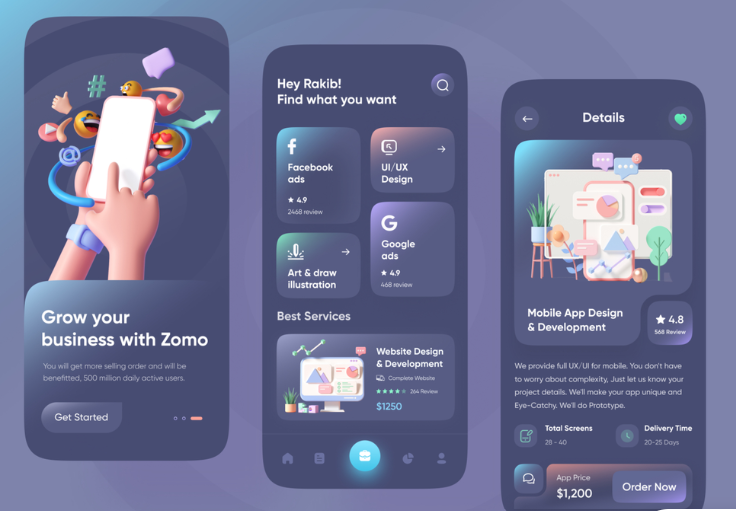 Grow your
business with Zomo
You will get more selling order and will be
benefitted, 500 million daily active users.
Get Started
Hey Rakib!
Find what you want
Facebook
ads
4.9
2468 review
UI/UX
Design
Google
ads
4.9
468 review
Art & draw
illustration
Best Services
Website Design
& Development
Complete Website
264 Review
$1250
Details
Mobile App Design
& Development
4.8
568 Review
We provide full UX/UI for mobile. You don't have
to worry about complexity, Just let us know your
project details. We'll make your app unique and
Eye-Catchy. We'll do Prototype.
Total Screens
28 - 40
Delivery Time
20-25 Days
App Price
$1,200
Order Now